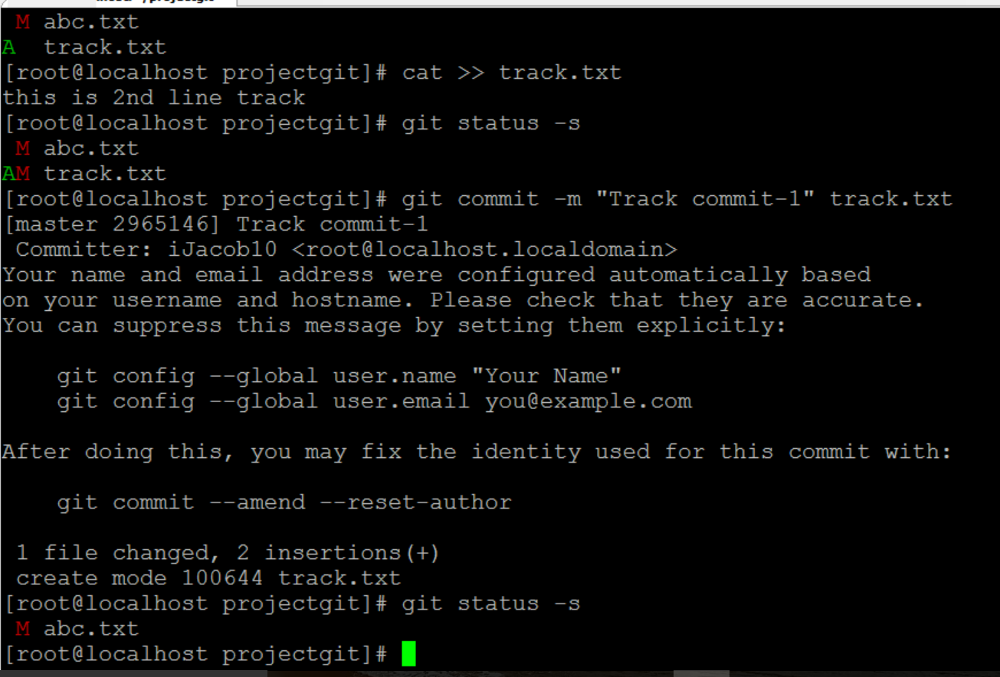 M abc.txt
A track.txt
[root@localhost projectgit]# cat >> track.txt
this is 2nd line track
[root@localhost projectgit]# git status -s
M abc.txt
AM track.txt
[root@localhost projectgit]# git commit -m "Track commit-1" track.txt
[master 2965146] Track commit-1
Committer: iJacob10 <root@localhost.localdomain>
Your name and email address were configured automatically based
on your username and hostname. Please check that they are accurate.
You can suppress this message by setting them explicitly:
git config --global user.name "Your Name"
git config --global user.email you@example.com
After doing this, you may fix the identity used for this commit with:
git commit --amend --reset-author
1 file changed, 2 insertions(+)
create mode 100644 track.txt
[root@localhost projectgit]# git status -s
M abc.txt
[root@localhost projectgit]#